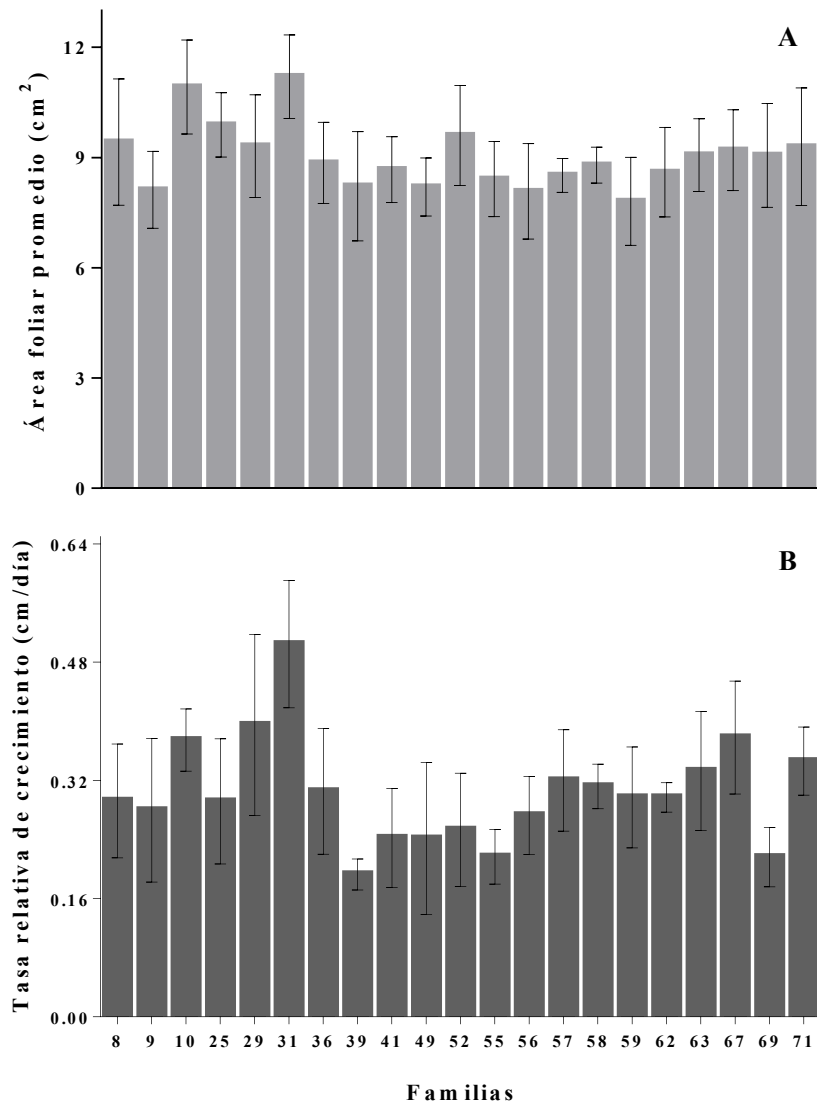 A
Área foliar promedio (cm²)
12
9
6
3
0
B
Tasa relativa de crecimiento (cm/día)
0.64
0.48
0.32
0.16
0.00
8 9 10 25 29 31 36 39 41 49 52 55 56 57 58 59 62 63 67 69 71
Familias